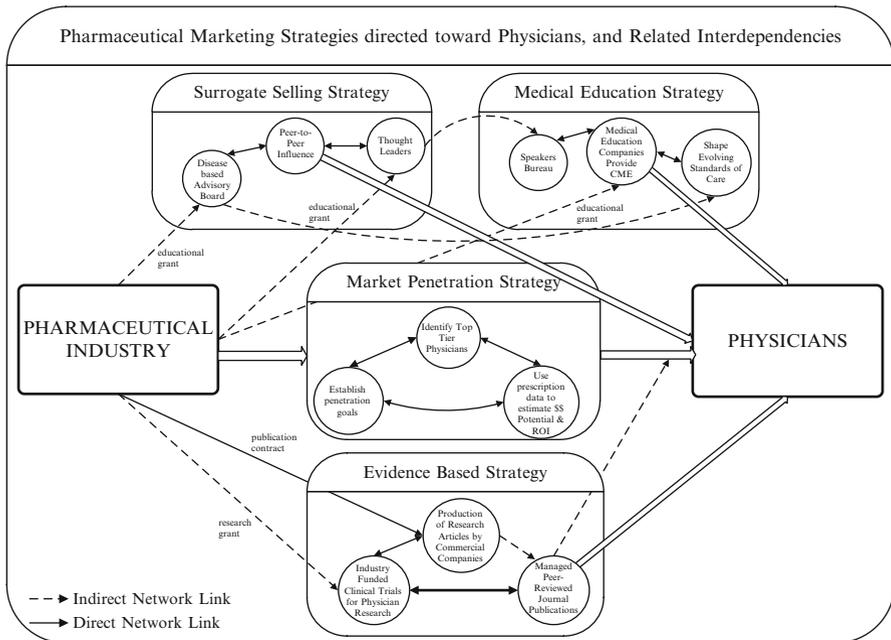 Pharmaceutical Marketing Strategies directed toward Physicians, and Related Interdependencies
Surrogate Selling Strategy
Peer-to-
Peer
Influence
Thought
Leaders
Disease
based
Advisory
Board
Medical Education Strategy
Speakers
Bureau
Medical
Education
Companies
Provide
CME
Shape
Evolving
Standards
of Care
educational
grant
educational
grant
educational
grant
PHARMACEUTICAL
INDUSTRY
Market Penetration Strategy
Identify Top
Tier
Physicians
Establish
penetration
goals
Use
prescription
data to
estimate $$
Potential &
ROI
PHYSICIANS
publication
contract
research
grant
Evidence Based Strategy
Production
of Research
Articles by
Commercial
Companies
Industry
Funded
Clinical Trials
for Physician
Research
Managed
Peer-
Reviewed
Journal
Publications
Indirect Network Link
Direct Network Link